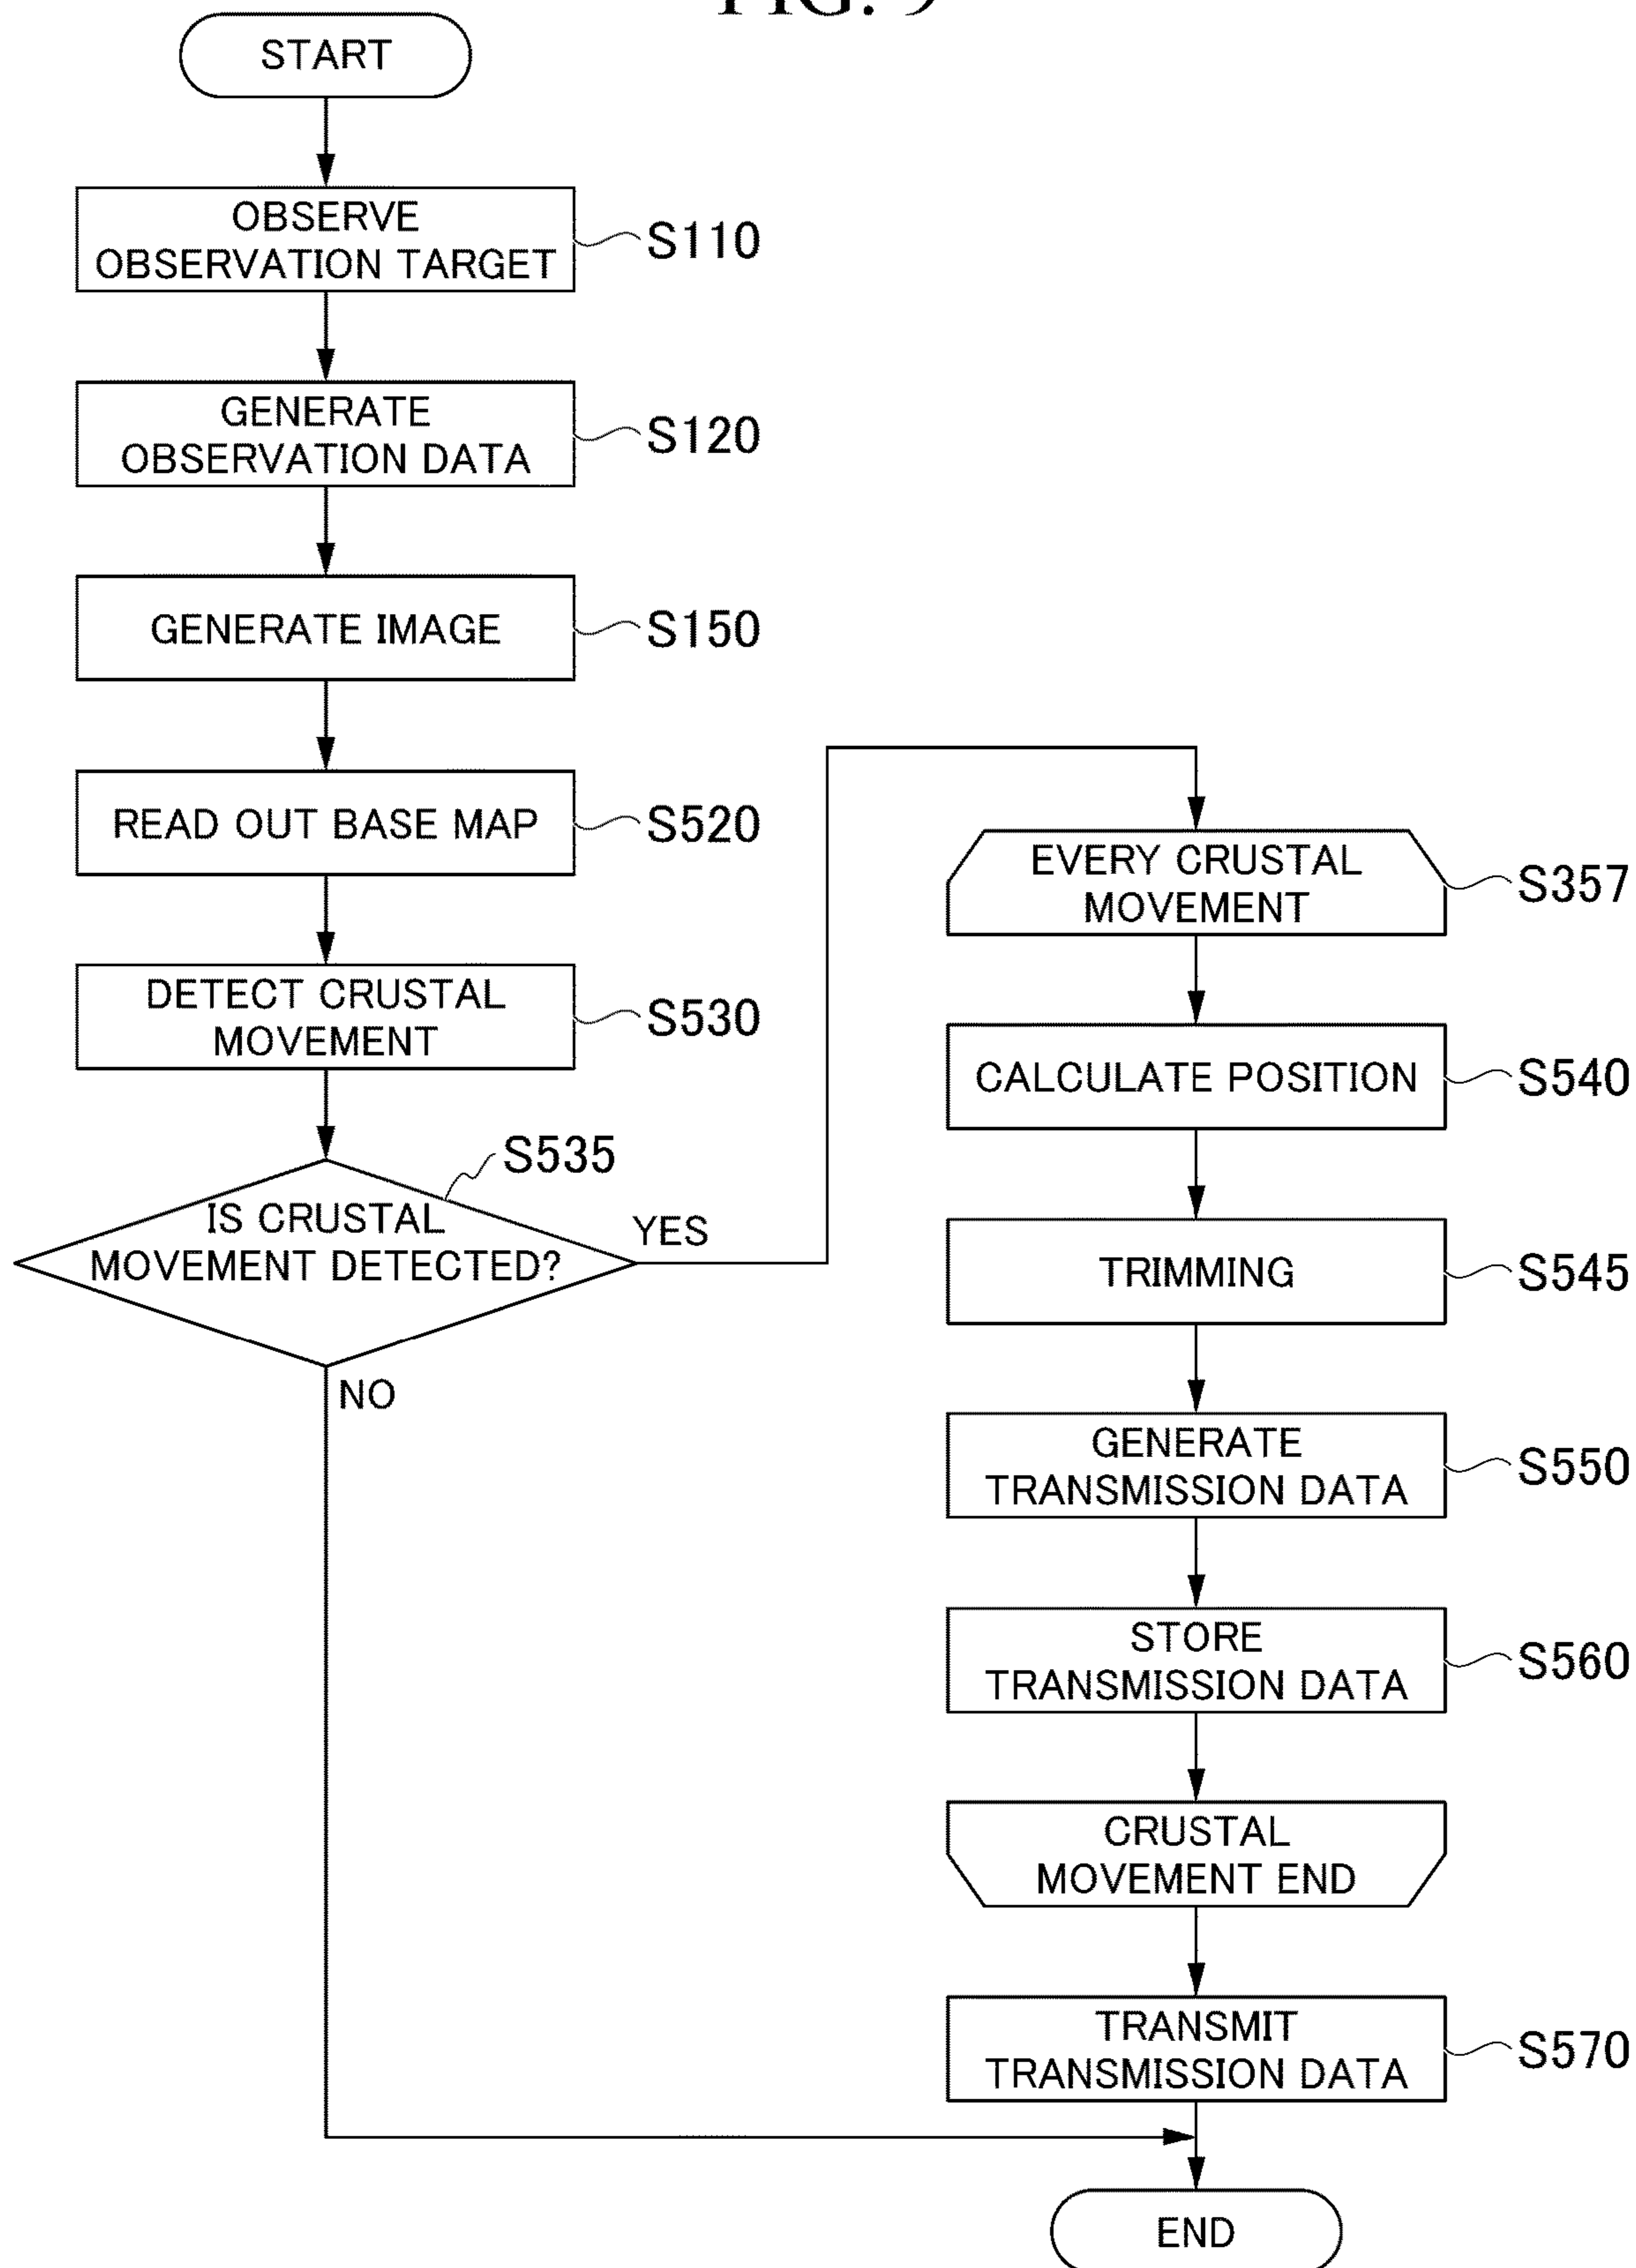 FIG. 9
START
OBSERVE
OBSERVATION TARGET
S110
GENERATE
OBSERVATION DATA
S120
GENERATE IMAGE
S150
READ OUT BASE MAP
S520
DETECT CRUSTAL
MOVEMENT
S530
S535
IS CRUSTAL
MOVEMENT DETECTED?
YES
NO
EVERY CRUSTAL
MOVEMENT
S357
CALCULATE POSITION
S540
TRIMMING
S545
GENERATE
TRANSMISSION DATA
S550
STORE
TRANSMISSION DATA
S560
CRUSTAL
MOVEMENT END
TRANSMIT
TRANSMISSION DATA
S570
END